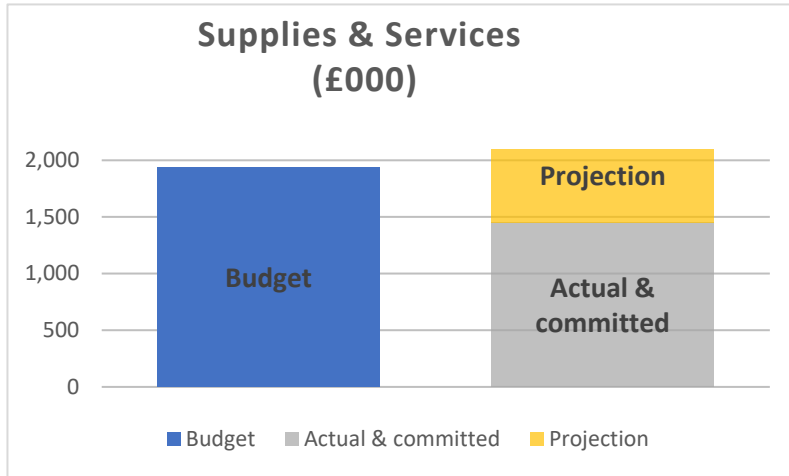 Supplies & Services
(£000)
2,000
1,500
1,000
500
0
Budget
Projection
Actual &
committed
Budget
Actual & committed
Projection